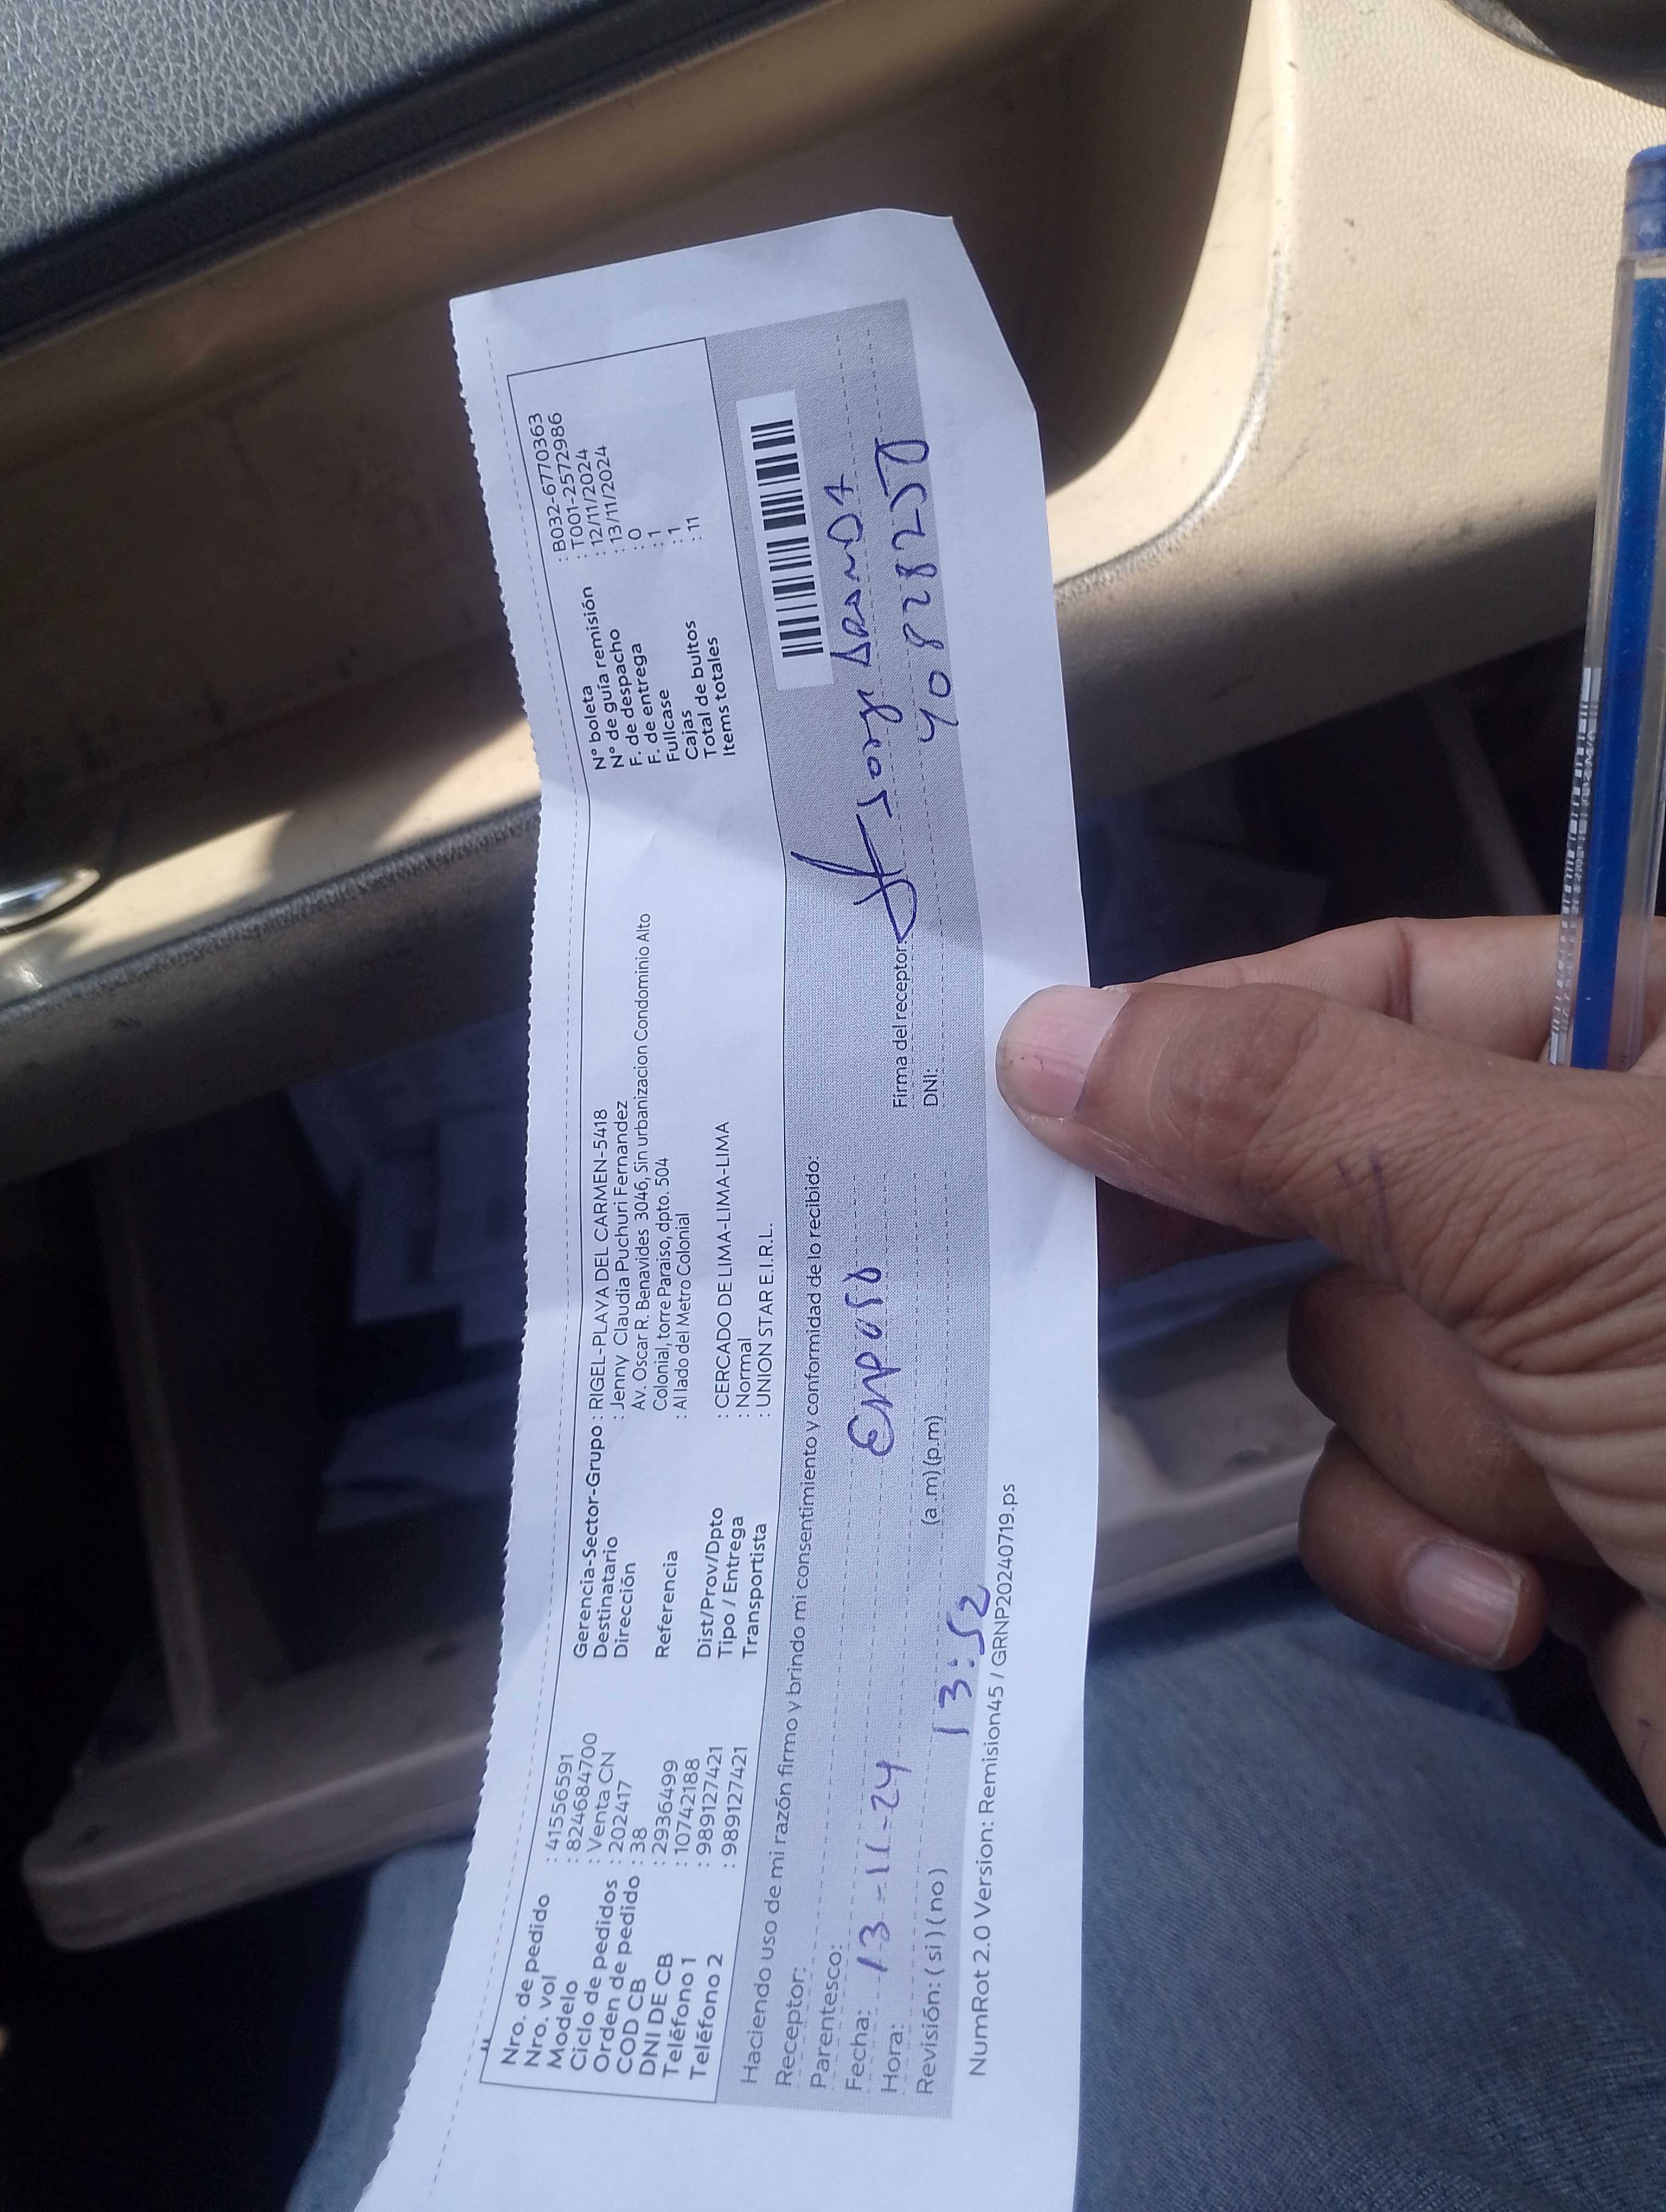 Nro. de pedido : 41556591
Nro. vol : 824684700
Modelo : Venta CN
Ciclo de pedidos : 202417
Orden de pedido : 38
COD CB : 2936499
DNI DE CB : 10742188
Teléfono 1 : 989127421
Teléfono 2 : 989127421
Gerencia-Sector-Grupo : RIGEL-PLAYA DEL CARMEN-5418
Destinatario : Jenny Claudia Puchuri Fernandez
Dirección Av. Oscar R. Benavides 3046, Sin urbanizacion Condominio Alto
Colonial, torre Paraiso, dpto. 504
Referencia : Al lado del Metro Colonial
Dist/Prov/Dpto : CERCADO DE LIMA-LIMA-LIMA
Tipo / Entrega : Normal
Transportista : UNION STAR E.I.R.L.
N° boleta : B032-6770363
N° de guía remisión : T001-2572986
F. de despacho : 12/11/2024
F. de entrega : 13/11/2024
Fullcase : 0
Cajas : 1
Total de bultos : 1
Items totales : 11
Haciendo uso de mi razón firmo y brindo mi consentimiento y conformidad de lo recibido:
Receptor:
Parentesco:
Fecha: 13-11-24
Hora: 13:52 (a.m) (p.m)
Revisión: (si) (no)
Firma del receptor: Jorge
DNI: 40828250
NumRot 2.0 Version: Remision45 / GRNP20240719.ps